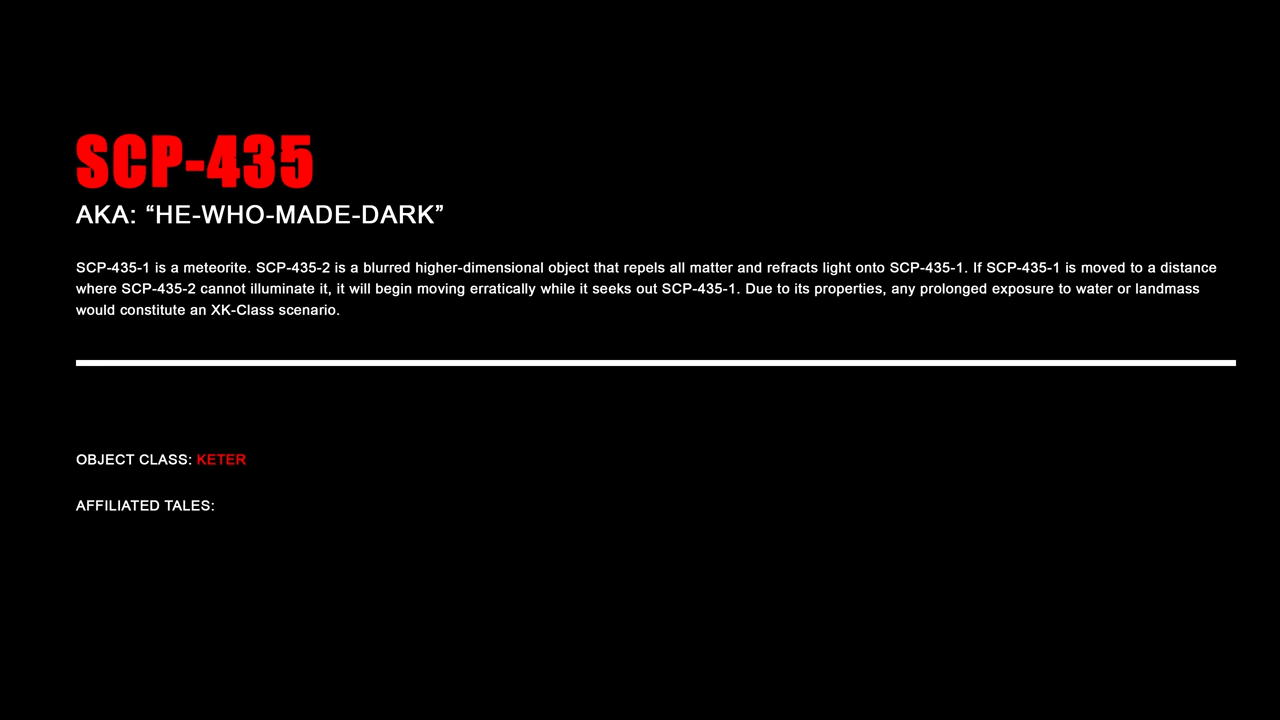 SCP-435
AKA: “HE-WHO-MADE-DARK”
SCP-435-1 is a meteorite. SCP-435-2 is a blurred higher-dimensional object that repels all matter and refracts light onto SCP-435-1. If SCP-435-1 is moved to a distance
where SCP-435-2 cannot illuminate it, it will begin moving erratically while it seeks out SCP-435-1. Due to its properties, any prolonged exposure to water or landmass
would constitute an XK-Class scenario.
OBJECT CLASS: KETER
AFFILIATED TALES: